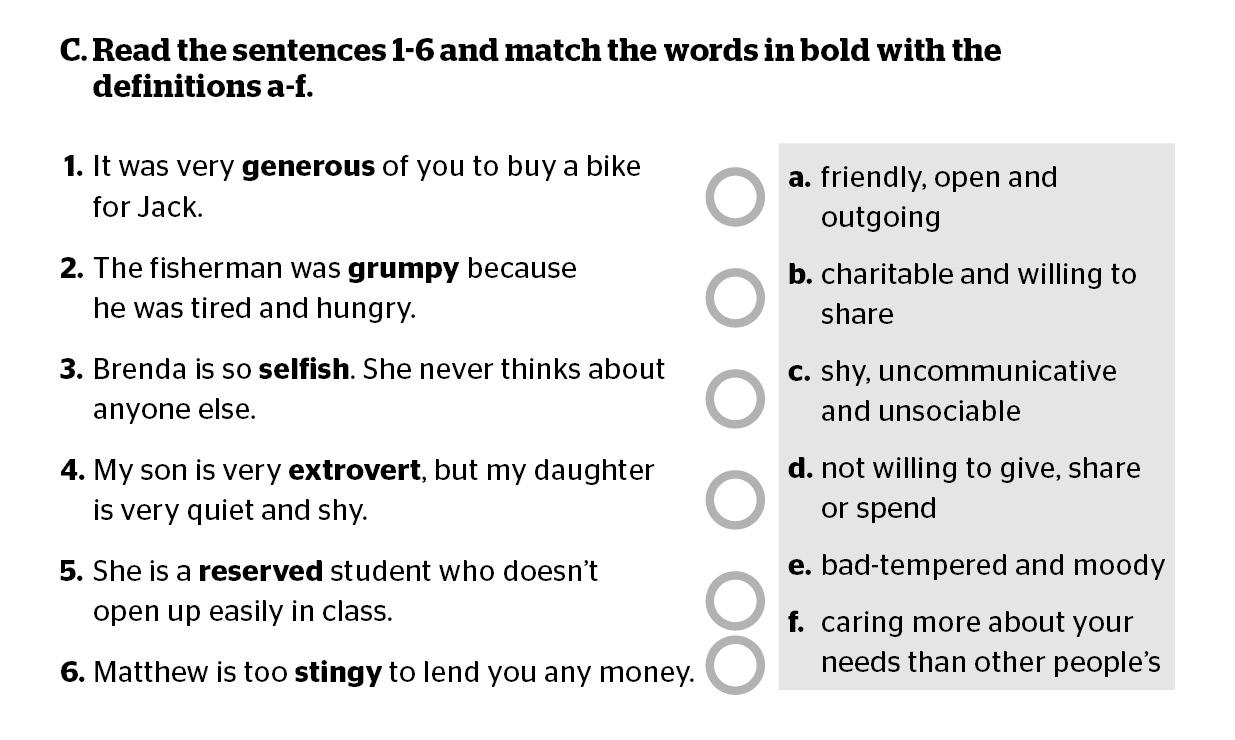 C. Read the sentences 1-6 and match the words in bold with the
definitions a-f.
1. It was very generous of you to buy a bike
for Jack.
2. The fisherman was grumpy because
he was tired and hungry.
3. Brenda is so selfish. She never thinks about
anyone else.
4. My son is very extrovert, but my daughter
is very quiet and shy.
5. She is a reserved student who doesn’t
open up easily in class.
6. Matthew is too stingy to lend you any money.
a. friendly, open and
outgoing
b. charitable and willing to
share
c. shy, uncommunicative
and unsociable
d. not willing to give, share
or spend
e. bad-tempered and moody
f. caring more about your
needs than other people’s